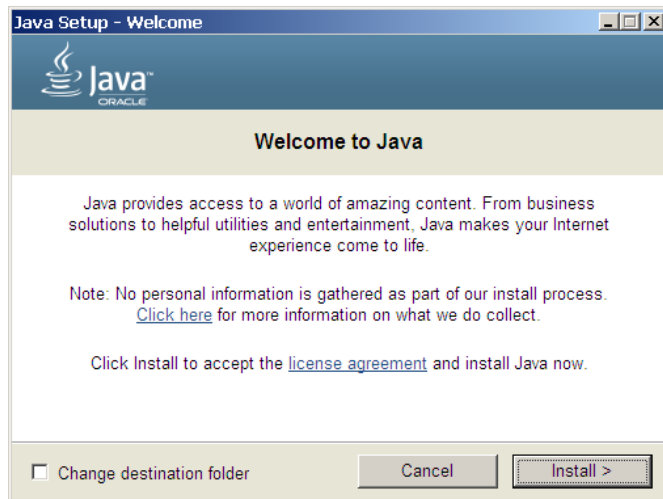 Java Setup - Welcome
Java™
ORACLE
Welcome to Java
Java provides access to a world of amazing content. From business
solutions to helpful utilities and entertainment, Java makes your Internet
experience come to life.
Note: No personal information is gathered as part of our install process.
Click here for more information on what we do collect.
Click Install to accept the license agreement and install Java now.
Change destination folder
Cancel
Install >